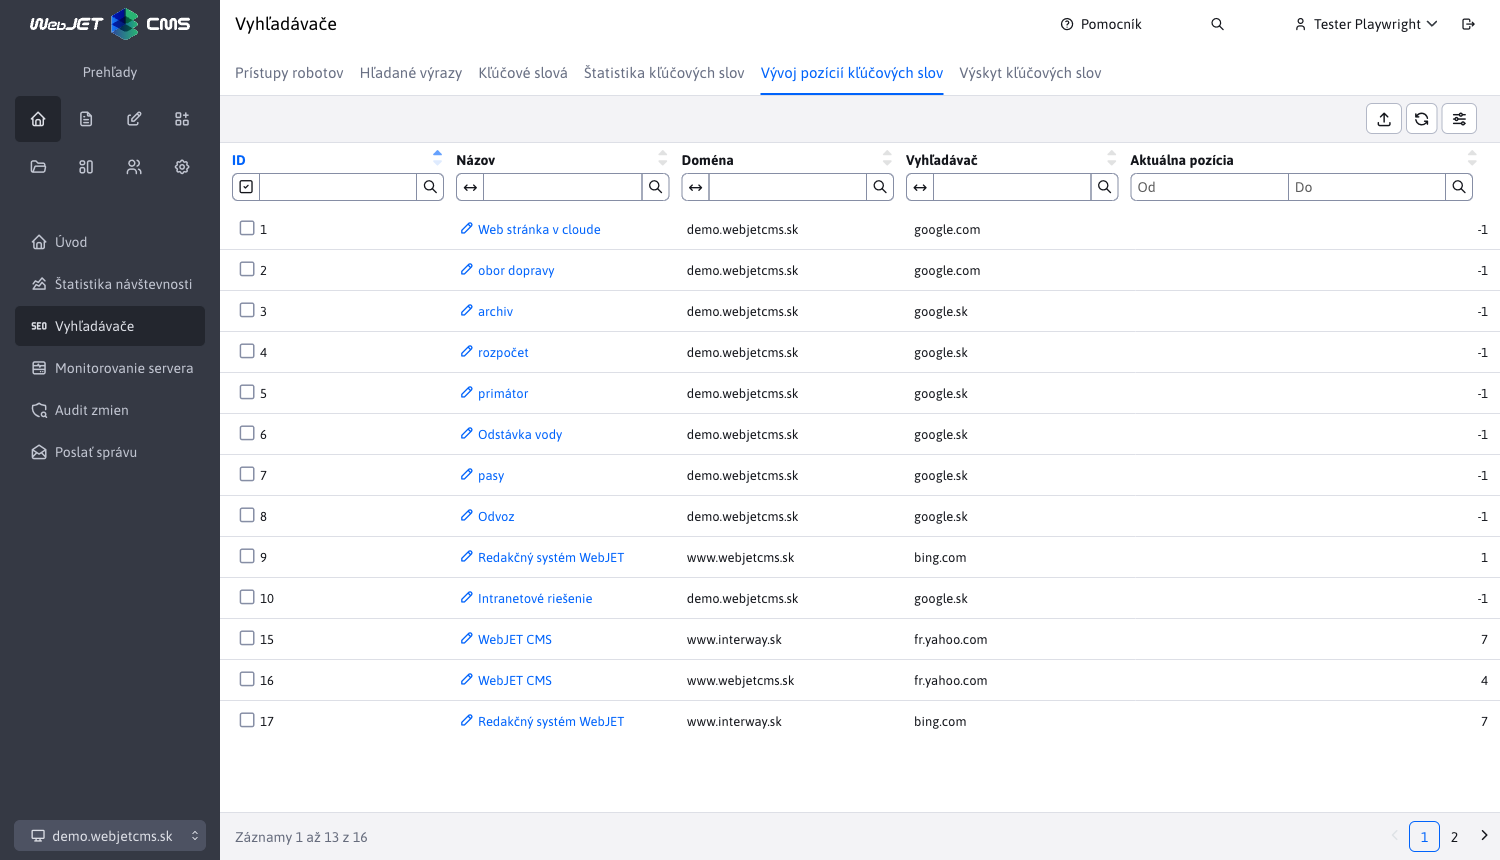 WebJET CMS
Vyhľadávače
Pomocník
Tester Playwright
Prehľady
Prístupy robotov
Hľadané výrazy
Kľúčové slová
Štatistika kľúčových slov
Vývoj pozícií kľúčových slov
Výskyt kľúčových slov
Úvod
Štatistika návštevnosti
SEO Vyhľadávače
Monitorovanie servera
Audit zmien
Poslať správu
demo.webjetcms.sk
ID Názov Doména Vyhľadávač Aktuálna pozícia
Od Do
1 Web stránka v cloude demo.webjetcms.sk google.com -1
2 obor dopravy demo.webjetcms.sk google.com -1
3 archiv demo.webjetcms.sk google.sk -1
4 rozpočet demo.webjetcms.sk google.sk -1
5 primátor demo.webjetcms.sk google.sk -1
6 Odstávka vody demo.webjetcms.sk google.sk -1
7 pasy demo.webjetcms.sk google.sk -1
8 Odvoz demo.webjetcms.sk google.sk -1
9 Redakčný systém WebJET www.webjetcms.sk bing.com 1
10 Intranetové riešenie demo.webjetcms.sk google.sk -1
15 WebJET CMS www.interway.sk fr.yahoo.com 7
16 WebJET CMS www.webjetcms.sk fr.yahoo.com 4
17 Redakčný systém WebJET www.interway.sk bing.com 7
Záznamy 1 až 13 z 16
1 2